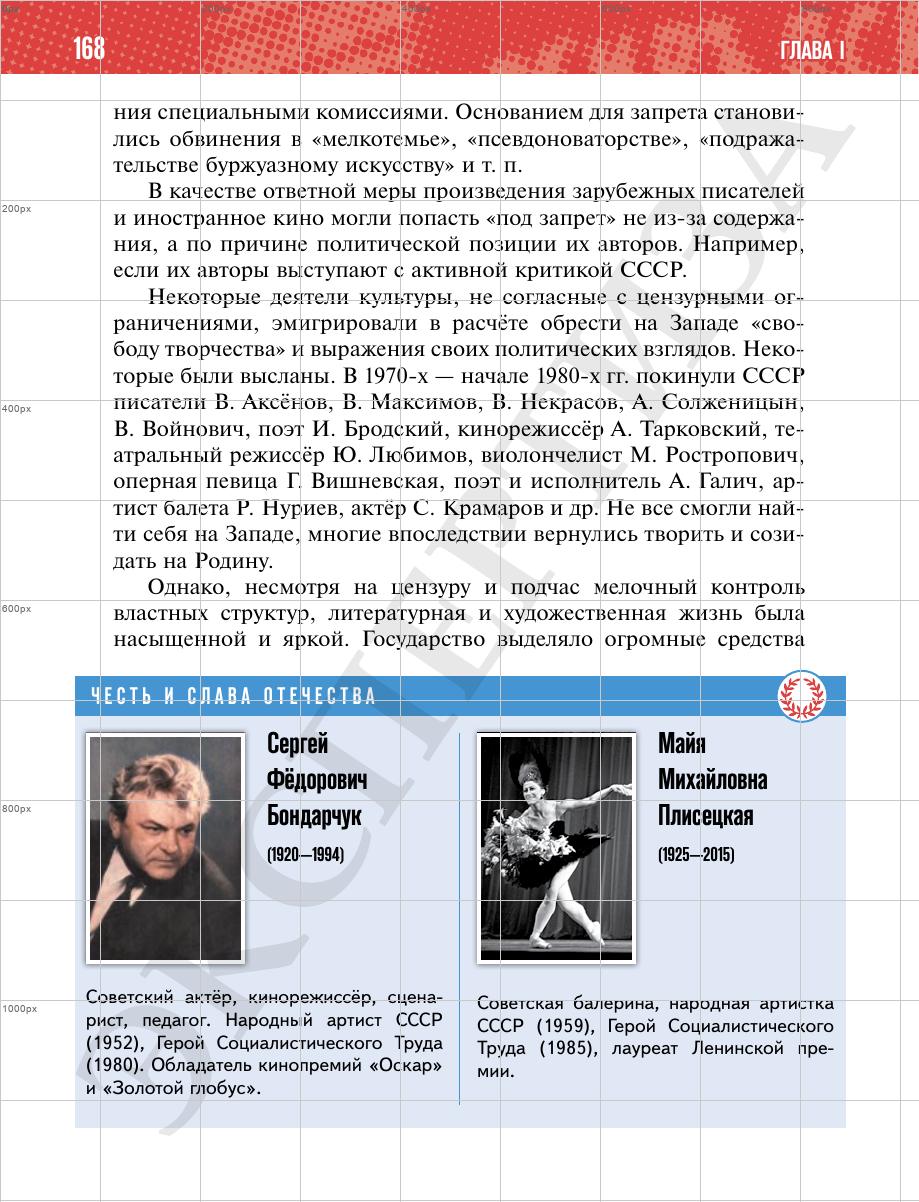 168
ГЛАВА I
ния специальными комиссиями. Основанием для запрета станови-
лись обвинения в «мелкотемье», «псевдоноваторстве», «подража-
тельстве буржуазному искусству» и т. п.
В качестве ответной меры произведения зарубежных писателей
и иностранное кино могли попасть «под запрет» не из-за содержа-
ния, а по причине политической позиции их авторов. Например,
если их авторы выступают с активной критикой СССР.
Некоторые деятели культуры, не согласные с цензурными ог-
раничениями, эмигрировали в расчёте обрести на Западе «сво-
боду творчества» и выражения своих политических взглядов. Неко-
торые были высланы. В 1970-х — начале 1980-х гг. покинули СССР
писатели В. Аксёнов, В. Максимов, В. Некрасов, А. Солженицын,
В. Войнович, поэт И. Бродский, кинорежиссёр А. Тарковский, те-
атральный режиссёр Ю. Любимов, виолончелист М. Ростропович,
оперная певица Г. Вишневская, поэт и исполнитель А. Галич, ар-
тист балета Р. Нуриев, актёр С. Крамаров и др. Не все смогли най-
ти себя на Западе, многие впоследствии вернулись творить и сози-
дать на Родину.
Однако, несмотря на цензуру и подчас мелочный контроль
властных структур, литературная и художественная жизнь была
насыщенной и яркой. Государство выделяло огромные средства
ЧЕСТЬ И СЛАВА ОТЕЧЕСТВА
Сергей
Фёдорович
Бондарчук
(1920—1994)
Советский актёр, кинорежиссёр, сцена-
рист, педагог. Народный артист СССР
(1952), Герой Социалистического Труда
(1980). Обладатель кинопремий «Оскар»
и «Золотой глобус».
Майя
Михайловна
Плисецкая
(1925—2015)
Советская балерина, народная артистка
СССР (1959), Герой Социалистического
Труда (1985), лауреат Ленинской пре-
мии.
ЭКСПЕРТИЗА
200px
400px
600px
800px
1000px